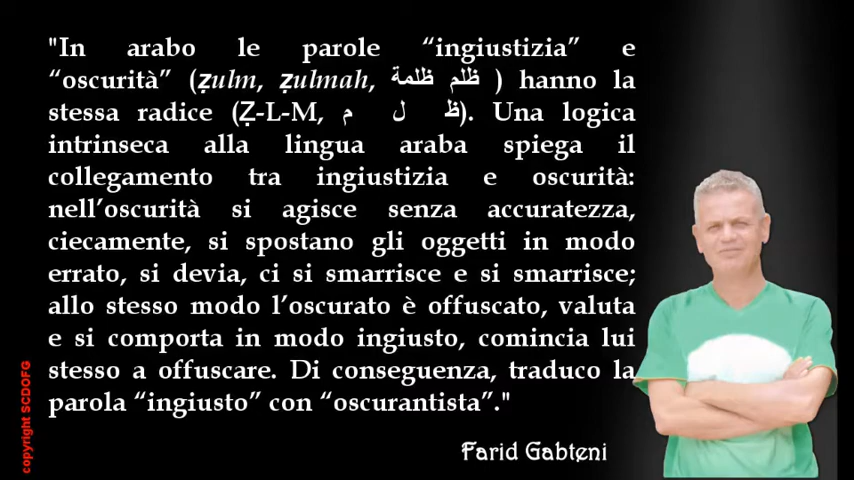 "In arabo le parole “ingiustizia” e
“oscurità” (ẓulm, ẓulmah, ظلم ظلمة ) hanno la
stessa radice (Ẓ-L-M, ظ ل م). Una logica
intrinseca alla lingua araba spiega il
collegamento tra ingiustizia e oscurità:
nell’oscurità si agisce senza accuratezza,
ciecamente, si spostano gli oggetti in modo
errato, si devia, ci si smarrisce e si smarrisce;
allo stesso modo l’oscurato è offuscato, valuta
e si comporta in modo ingiusto, comincia lui
stesso a offuscare. Di conseguenza, traduco la
parola “ingiusto” con “oscurantista”."
Farid Gabteni
copyright SCDOFG